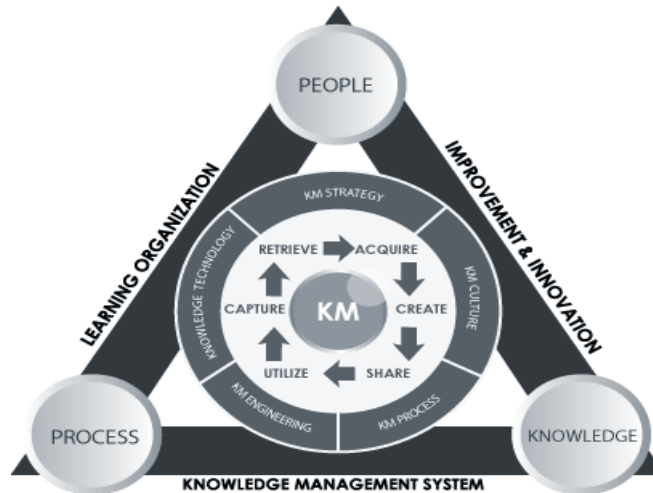 PEOPLE
LEARNING ORGANIZATION
IMPROVEMENT & INNOVATION
KM STRATEGY
KNOWLEDGE TECHNOLOGY
KM CULTURE
RETRIEVE
ACQUIRE
CAPTURE
KM
CREATE
UTILIZE
SHARE
KM ENGINEERING
KM PROCESS
PROCESS
KNOWLEDGE
KNOWLEDGE MANAGEMENT SYSTEM